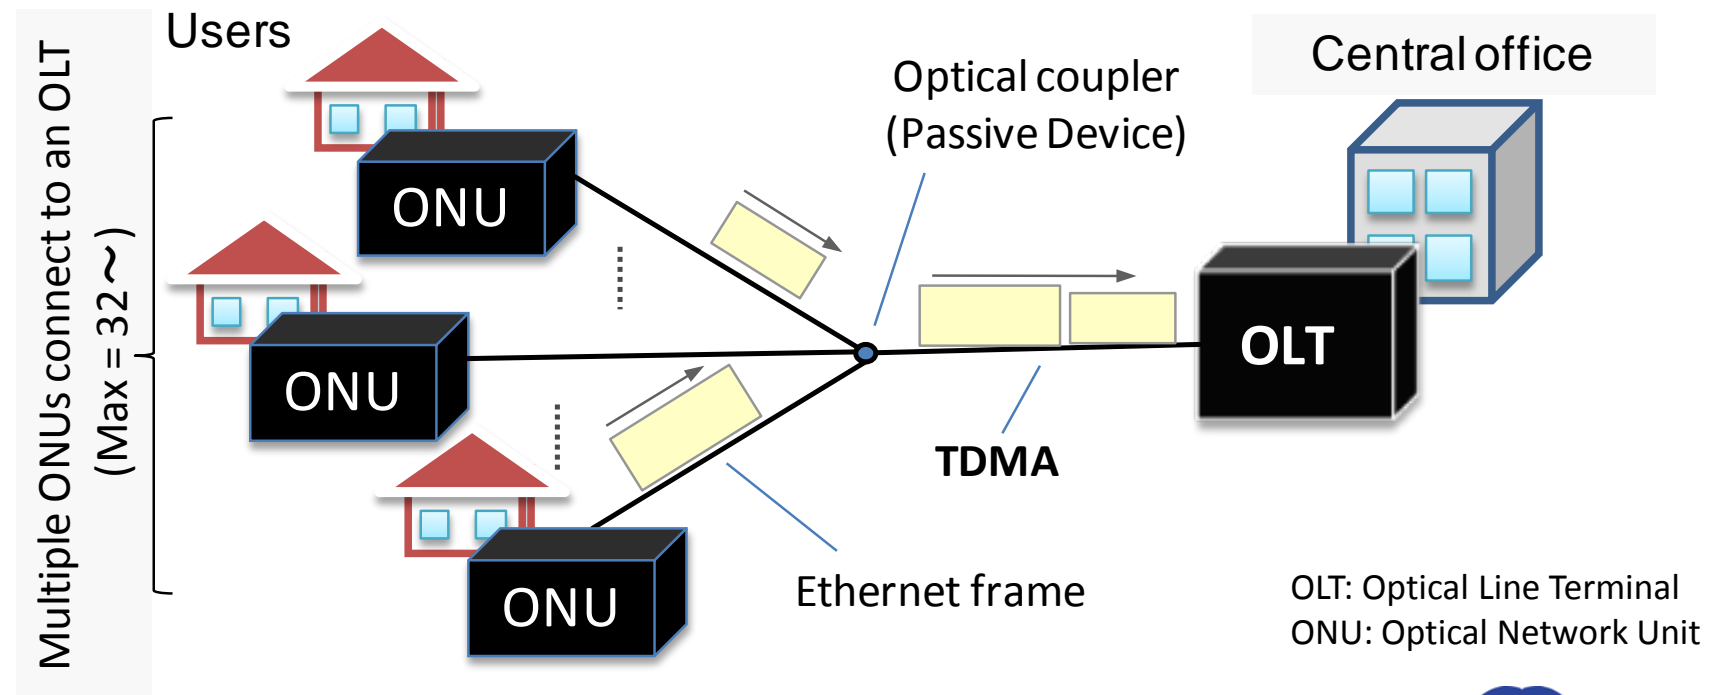 Multiple ONUs connect to an OLT
(Max = 32～)
Users
Optical coupler
(Passive Device)
Central office
ONU
ONU
ONU
OLT
TDMA
Ethernet frame
OLT: Optical Line Terminal
ONU: Optical Network Unit